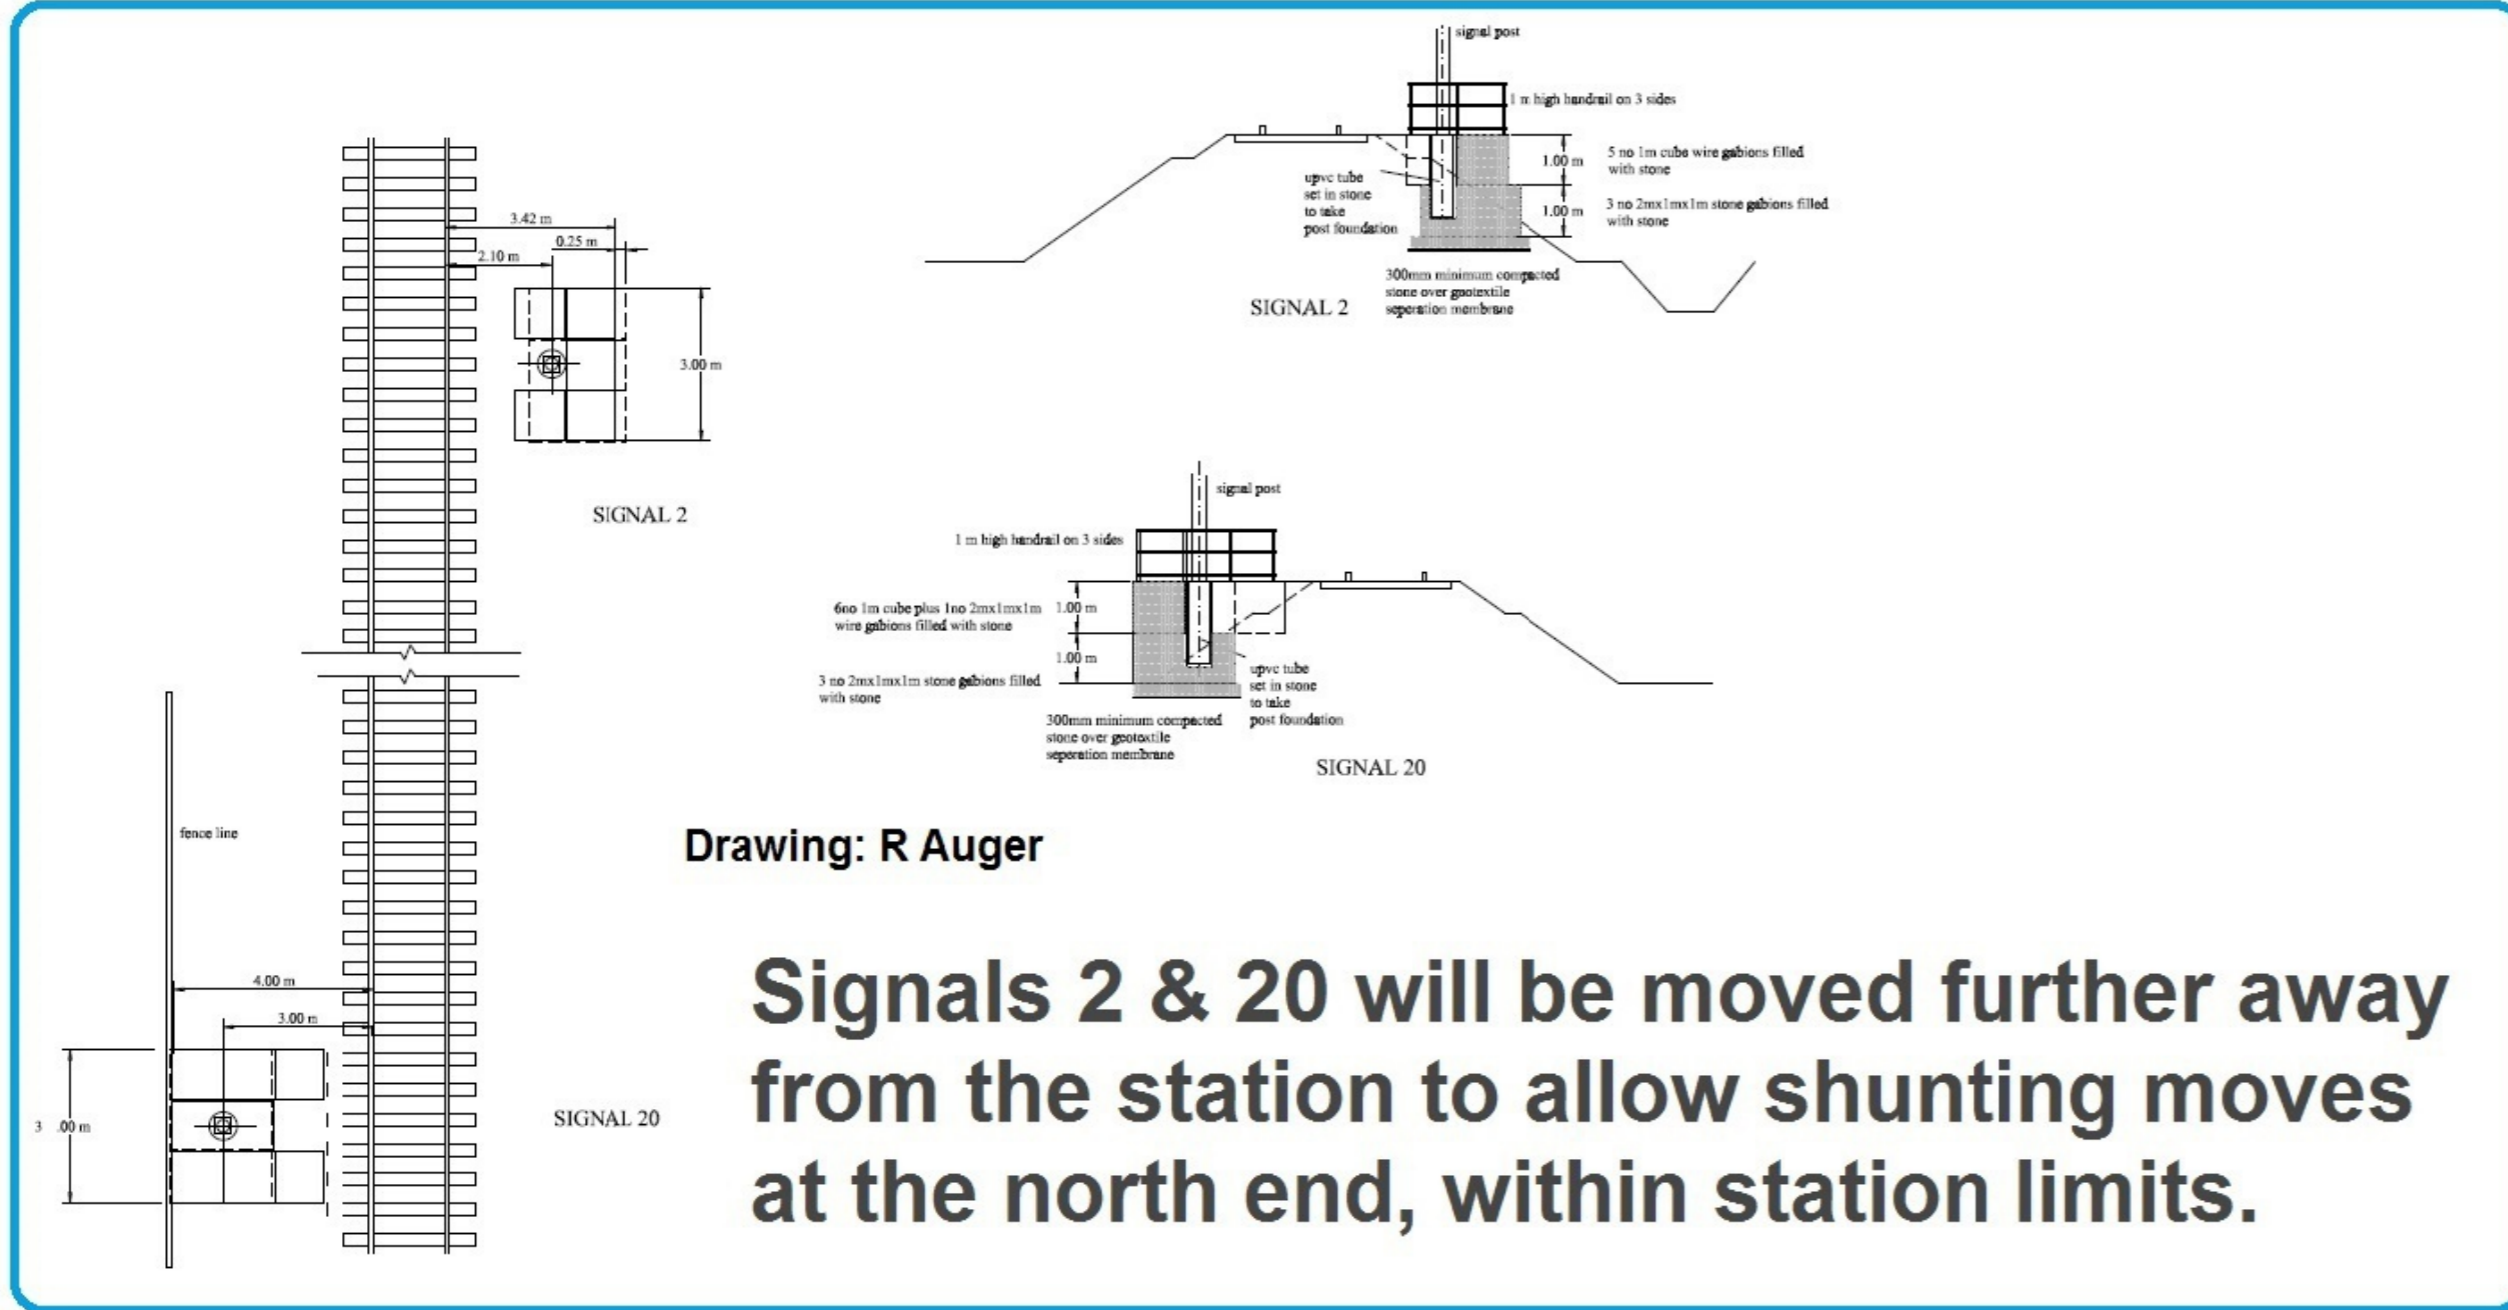 signal post
1 m high handrail on 3 sides
1.00 m
5 no 1m cube wire gabions filled
with stone
upvc tube
set in stone
to take
post foundation
1.00 m
3 no 2mx1mx1m stone gabions filled
with stone
300mm minimum compacted
stone over geotextile
seperation membrane
SIGNAL 2
3.42 m
0.25 m
2.10 m
3.00 m
SIGNAL 2
signal post
1 m high handrail on 3 sides
6no 1m cube plus 1no 2mx1mx1m
wire gabions filled with stone
1.00 m
1.00 m
3 no 2mx1mx1m stone gabions filled
with stone
upvc tube
set in stone
to take
post foundation
300mm minimum compacted
stone over geotextile
seperation membrane
SIGNAL 20
fence line
4.00 m
3.00 m
3 .00 m
SIGNAL 20
Drawing: R Auger
Signals 2 & 20 will be moved further away
from the station to allow shunting moves
at the north end, within station limits.